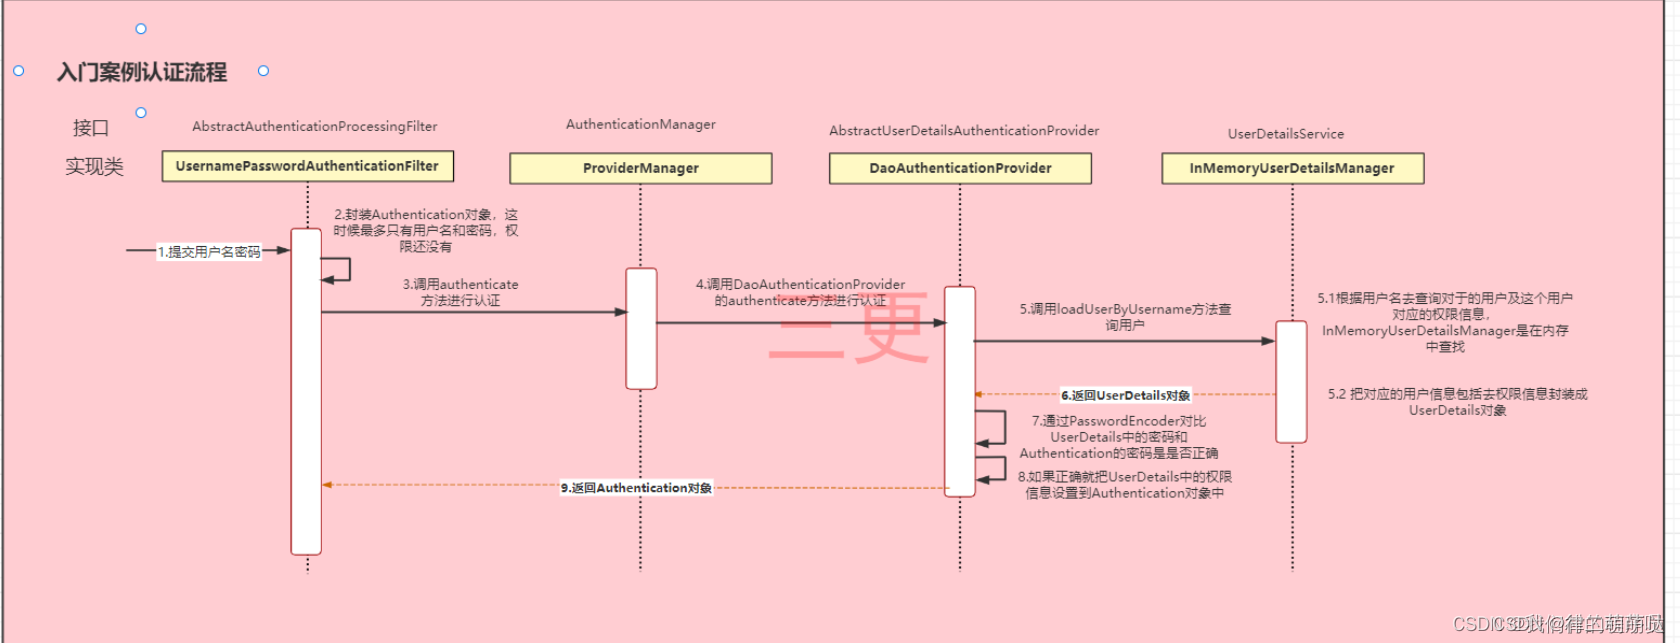 入门案例认证流程
接口
AbstractAuthenticationProcessingFilter
AuthenticationManager
AbstractUserDetailsAuthenticationProvider
UserDetailsService
实现类
UsernamePasswordAuthenticationFilter
ProviderManager
DaoAuthenticationProvider
InMemoryUserDetailsManager
1.提交用户名密码
2.封装Authentication对象，这
时候最多只有用户名和密码，权
限还没有
3.调用authenticate
方法进行认证
4.调用DaoAuthenticationProvider
的authenticate方法进行认证
三更
5.调用loadUserByUsername方法查
询用户
5.1根据用户名去查询对于的用户及这个用户
对应的权限信息，
InMemoryUserDetailsManager是在内存
中查找
5.2 把对应的用户信息包括去权限信息封装成
UserDetails对象
6.返回UserDetails对象
7.通过PasswordEncoder对比
UserDetails中的密码和
Authentication的密码是是否正确
8.如果正确就把UserDetails中的权限
信息设置到Authentication对象中
9.返回Authentication对象
CSDN